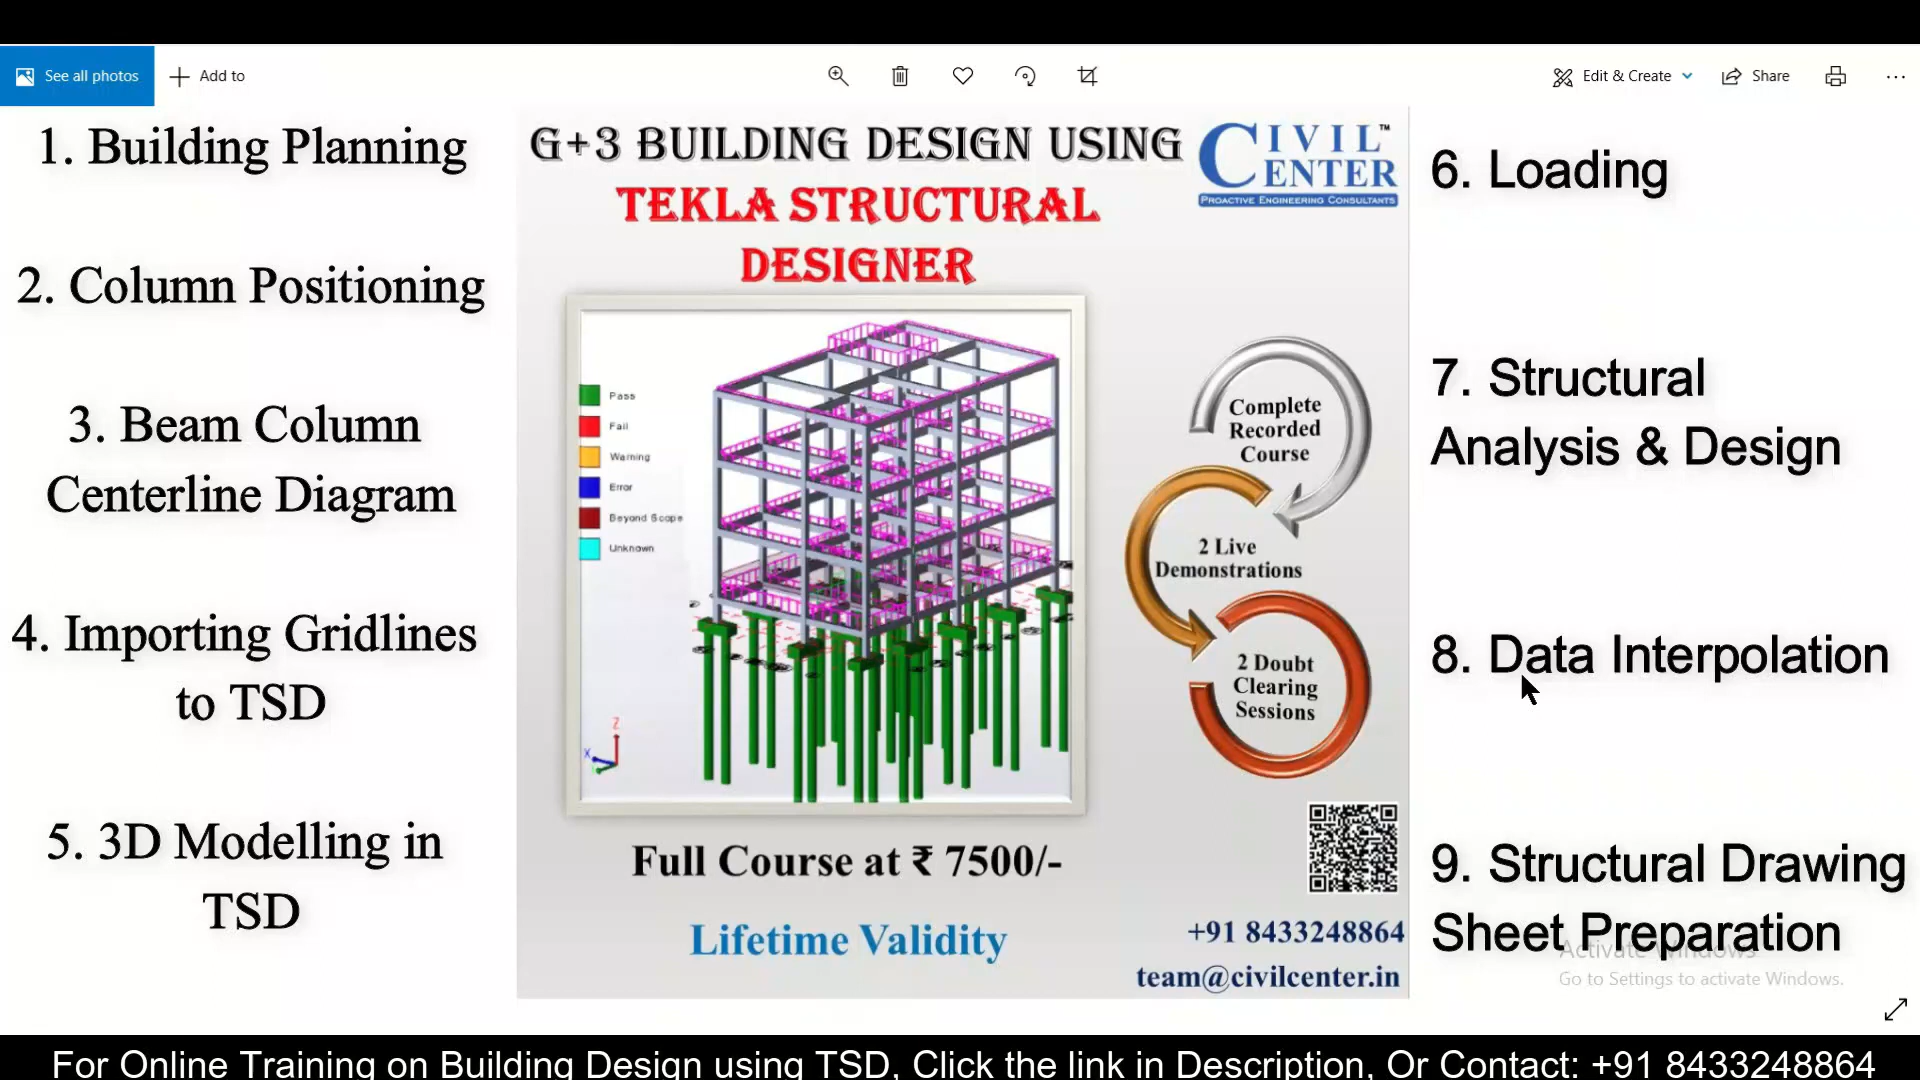 See all photos
Add to
Edit & Create
Share
1. Building Planning
2. Column Positioning
3. Beam Column
Centerline Diagram
4. Importing Gridlines
to TSD
5. 3D Modelling in
TSD
G+3 BUILDING DESIGN USING
TEKLA STRUCTURAL
DESIGNER
CIVIL™
CENTER
PROACTIVE ENGINEERING CONSULTANTS
Pass
Fail
Warning
Error
Beyond Scope
Unknown
Z
X
Complete
Recorded
Course
2 Live
Demonstrations
2 Doubt
Clearing
Sessions
Full Course at ₹ 7500/-
Lifetime Validity
+91 8433248864
team@civilcenter.in
6. Loading
7. Structural
Analysis & Design
8. Data Interpolation
9. Structural Drawing
Sheet Preparation
Activate Windows
Go to Settings to activate Windows.
For Online Training on Building Design using TSD, Click the link in Description, Or Contact: +91 8433248864